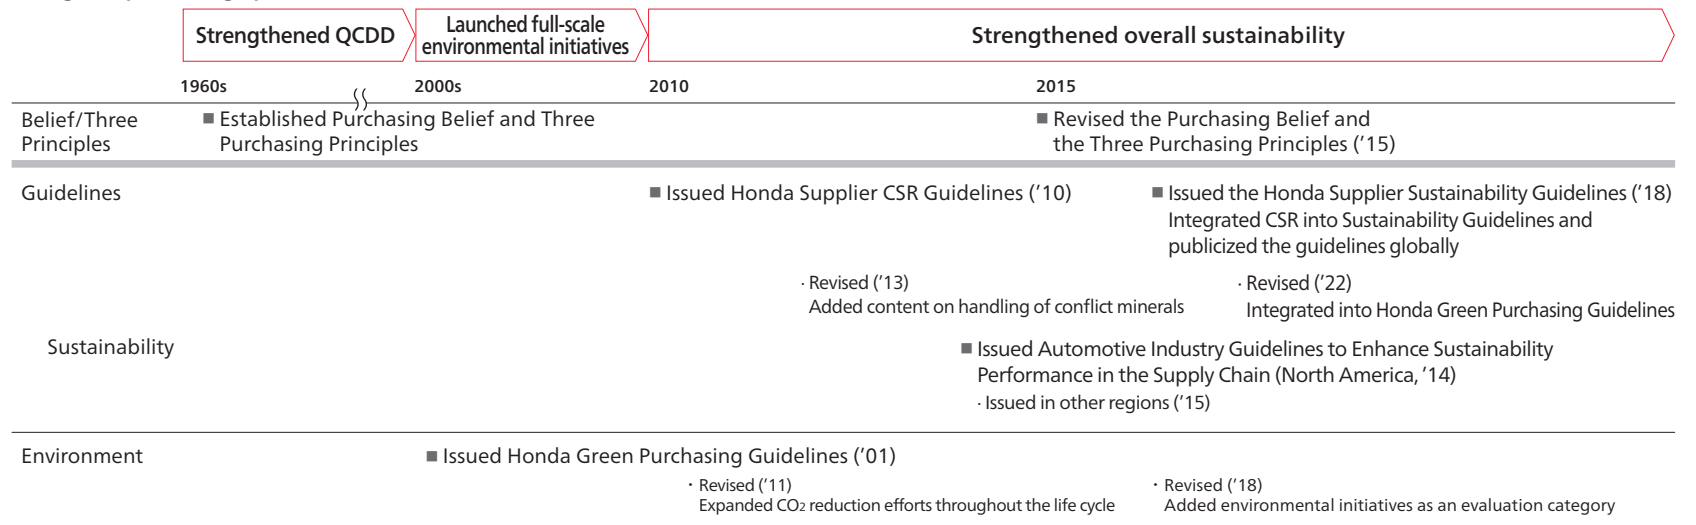 Strengthened QCDD
Launched full-scale
environmental initiatives
Strengthened overall sustainability
1960s
2000s
2010
2015
Belief/Three
Principles
■ Established Purchasing Belief and Three
Purchasing Principles
■ Revised the Purchasing Belief and
the Three Purchasing Principles (’15)
Guidelines
■ Issued Honda Supplier CSR Guidelines (’10)
■ Issued the Honda Supplier Sustainability Guidelines (’18)
Integrated CSR into Sustainability Guidelines and
publicized the guidelines globally
· Revised (’13)
Added content on handling of conflict minerals
· Revised (’22)
Integrated into Honda Green Purchasing Guidelines
Sustainability
■ Issued Automotive Industry Guidelines to Enhance Sustainability
Performance in the Supply Chain (North America, ’14)
· Issued in other regions (’15)
Environment
■ Issued Honda Green Purchasing Guidelines (’01)
· Revised (’11)
Expanded CO2 reduction efforts throughout the life cycle
· Revised (’18)
Added environmental initiatives as an evaluation category